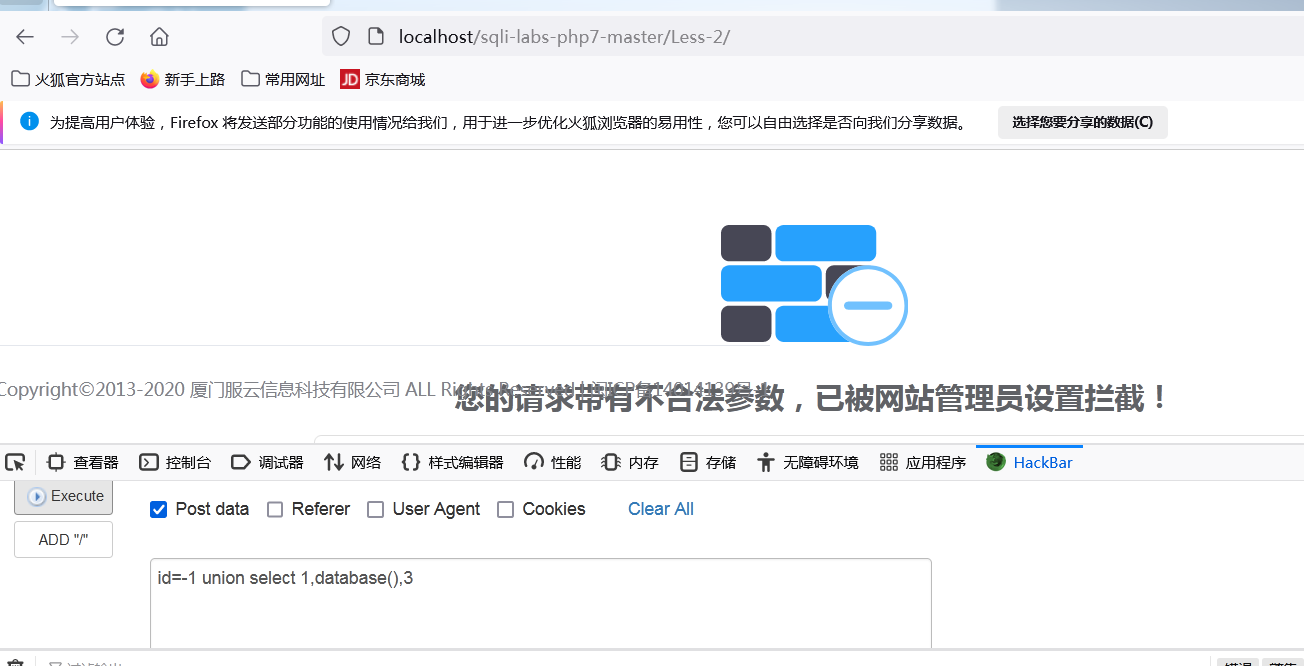 localhost/sqli-labs-php7-master/Less-2/
火狐官方站点 新手上路 常用网址 JD 京东商城
为提高用户体验，Firefox 将发送部分功能的使用情况给我们，用于进一步优化火狐浏览器的易用性，您可以自由选择是否向我们分享数据。 选择您要分享的数据(C)
Copyright©2013-2020 厦门服云信息科技有限公司 ALL Rights Reserved
您的请求带有不合法参数，已被网站管理员设置拦截！
查看器 控制台 调试器 网络 样式编辑器 性能 内存 存储 无障碍环境 应用程序 HackBar
Execute Post data Referer User Agent Cookies Clear All
ADD "/"
id=-1 union select 1,database(),3